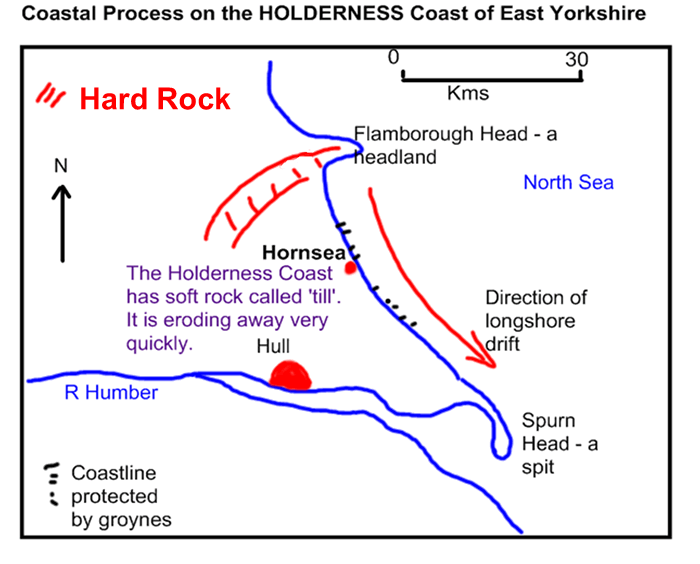 Coastal Process on the HOLDERNESS Coast of East Yorkshire
0 30
Kms
Hard Rock
Flamborough Head - a
headland
N
North Sea
Hornsea
The Holderness Coast
has soft rock called 'till'.
It is eroding away very
quickly.
Direction of
longshore
drift
Hull
R Humber
Spurn
Head - a
spit
Coastline
protected
by groynes